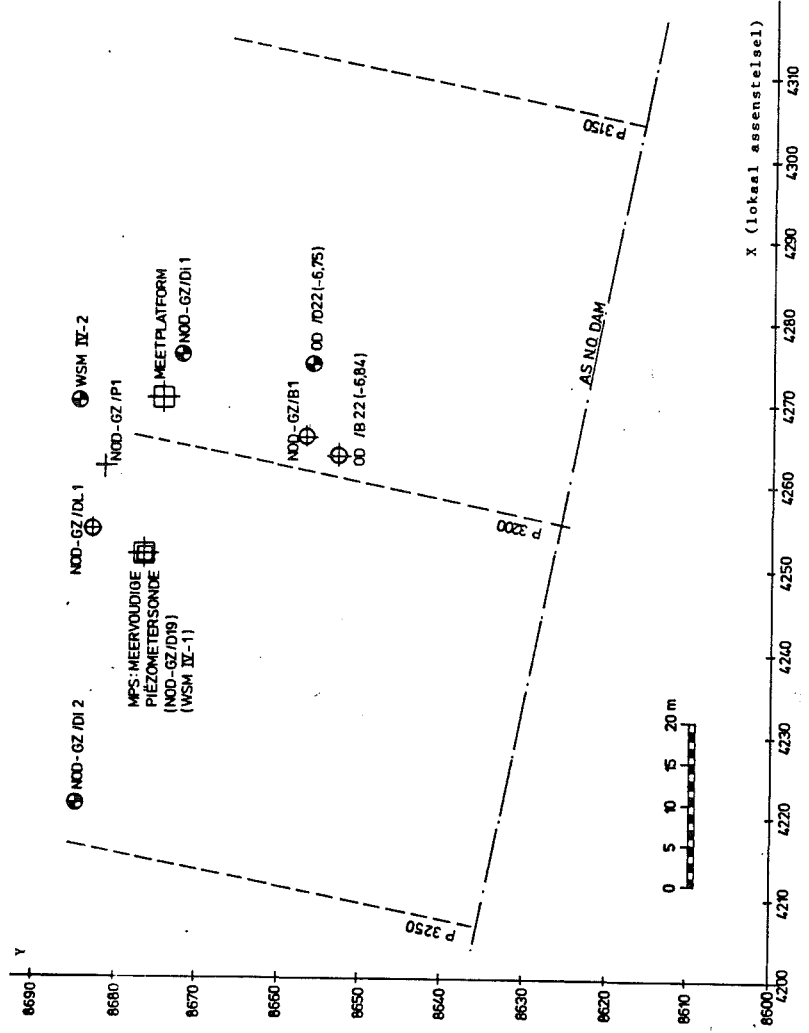 Y
8690
8680
8670
8660
8650
8640
8630
8620
8610
8600
4200
4210
4220
4230
4240
4250
4260
4270
4280
4290
4300
4310
X (lokaal assenstelsel)
NOD-GZ/DI 2
NOD-GZ/DL1
WSM IV-2
NOD-GZ/P1
MEETPLATFORM
NOD-GZ/DI 1
MPS: MEERVOUDIGE
PIËZOMETERSONDE
(NOD-GZ/D19)
(WSM IV-1)
NOD-GZ/B1
OD /D22(-6,75)
OD /B 22(-6,84)
P 3250
P 3200
P 3150
AS N.O. DAM
0 5 10 15 20 m